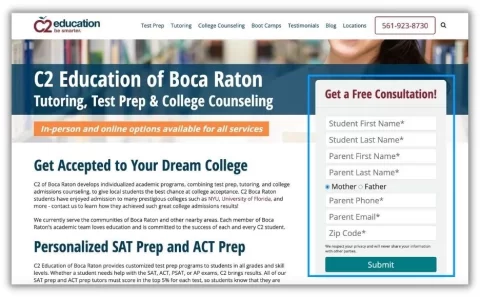 C2 education
be smarter.
Test Prep Tutoring College Counseling Boot Camps Testimonials Blog Locations 561-923-8730
C2 Education of Boca Raton
Tutoring, Test Prep & College Counseling
In-person and online options available for all services
Get Accepted to Your Dream College
C2 of Boca Raton develops individualized academic programs, combining test prep, tutoring, and college
admissions counseling, to give local students the best chance at college acceptance. C2 Boca Raton
students have enjoyed admission to many prestigious colleges such as NYU, University of Florida, and
more - contact us to learn how they achieved such great college admissions results!
We currently serve the communities of Boca Raton and other nearby areas. Each member of Boca
Raton's academic team loves education and is committed to the success of each and every C2 student.
Personalized SAT Prep and ACT Prep
C2 Education of Boca Raton provides customized test prep programs to students in all grades and skill
levels. Whether a student needs help with the SAT, ACT, PSAT, or AP exams, C2 brings results. All of our
SAT prep and ACT prep tutors must score in the top 5% for each test, so students know that they are
Get a Free Consultation!
Student First Name*
Student Last Name*
Parent First Name*
Parent Last Name*
Mother Father
Parent Phone*
Parent Email*
Zip Code*
We respect your privacy and will never share your information
with other parties.
Submit